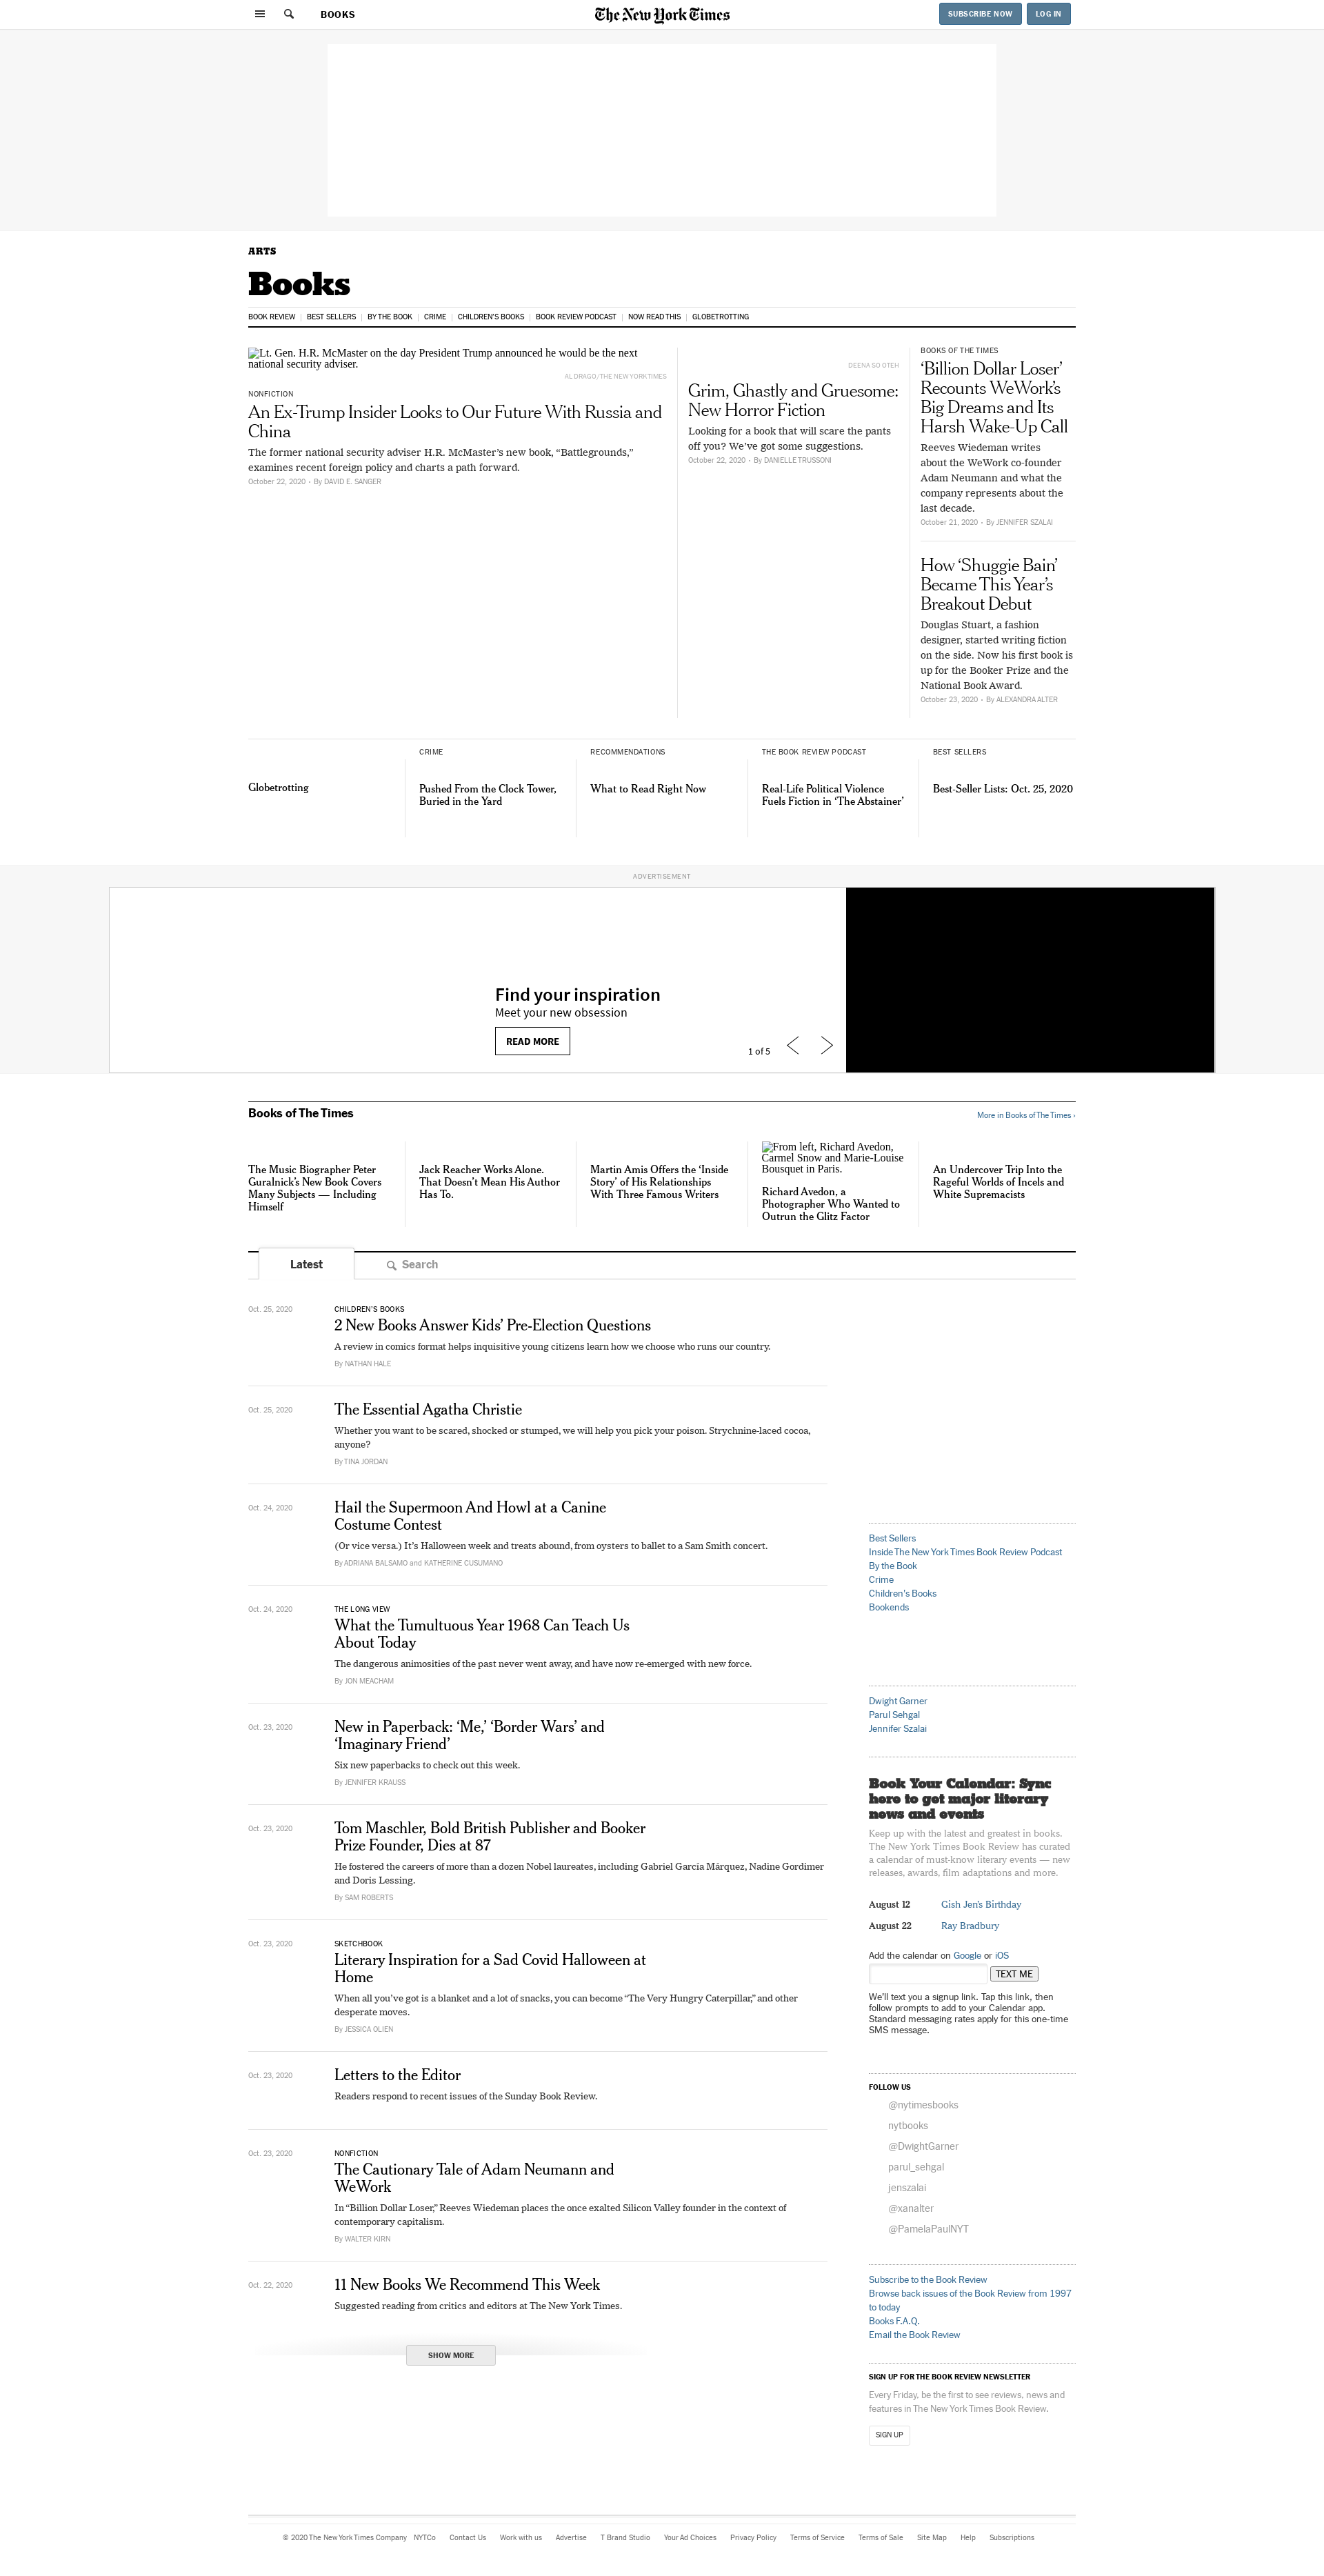 BOOKS
The New York Times
SUBSCRIBE NOW
LOG IN
ARTS
Books
BOOK REVIEW
BEST SELLERS
BY THE BOOK
CRIME
CHILDREN'S BOOKS
BOOK REVIEW PODCAST
NOW READ THIS
GLOBETROTTING
Lt. Gen. H.R. McMaster on the day President Trump announced he would be the next
national security adviser.
AL DRAGO/THE NEW YORK TIMES
NONFICTION
An Ex-Trump Insider Looks to Our Future With Russia and
China
The former national security adviser H.R. McMaster’s new book, “Battlegrounds,”
examines recent foreign policy and charts a path forward.
October 22, 2020 • By DAVID E. SANGER
DEENA SO OTEH
Grim, Ghastly and Gruesome:
New Horror Fiction
Looking for a book that will scare the pants
off you? We’ve got some suggestions.
October 22, 2020 • By DANIELLE TRUSSONI
BOOKS OF THE TIMES
‘Billion Dollar Loser’
Recounts WeWork’s
Big Dreams and Its
Harsh Wake-Up Call
Reeves Wiedeman writes
about the WeWork co-founder
Adam Neumann and what the
company represents about the
last decade.
October 21, 2020 • By JENNIFER SZALAI
How ‘Shuggie Bain’
Became This Year’s
Breakout Debut
Douglas Stuart, a fashion
designer, started writing fiction
on the side. Now his first book is
up for the Booker Prize and the
National Book Award.
October 23, 2020 • By ALEXANDRA ALTER
Globetrotting
CRIME
Pushed From the Clock Tower,
Buried in the Yard
RECOMMENDATIONS
What to Read Right Now
THE BOOK REVIEW PODCAST
Real-Life Political Violence
Fuels Fiction in ‘The Abstainer’
BEST SELLERS
Best-Seller Lists: Oct. 25, 2020
ADVERTISEMENT
Find your inspiration
Meet your new obsession
READ MORE
1 of 5
Books of The Times
More in Books of The Times ›
The Music Biographer Peter
Guralnick’s New Book Covers
Many Subjects — Including
Himself
Jack Reacher Works Alone.
That Doesn’t Mean His Author
Has To.
Martin Amis Offers the ‘Inside
Story’ of His Relationships
With Three Famous Writers
From left, Richard Avedon,
Carmel Snow and Marie-Louise
Bousquet in Paris.
Richard Avedon, a
Photographer Who Wanted to
Outrun the Glitz Factor
An Undercover Trip Into the
Rageful Worlds of Incels and
White Supremacists
Latest
Search
Oct. 25, 2020
CHILDREN’S BOOKS
2 New Books Answer Kids’ Pre-Election Questions
A review in comics format helps inquisitive young citizens learn how we choose who runs our country.
By NATHAN HALE
Oct. 25, 2020
The Essential Agatha Christie
Whether you want to be scared, shocked or stumped, we will help you pick your poison. Strychnine-laced cocoa,
anyone?
By TINA JORDAN
Oct. 24, 2020
Hail the Supermoon And Howl at a Canine
Costume Contest
(Or vice versa.) It’s Halloween week and treats abound, from oysters to ballet to a Sam Smith concert.
By ADRIANA BALSAMO and KATHERINE CUSUMANO
Oct. 24, 2020
THE LONG VIEW
What the Tumultuous Year 1968 Can Teach Us
About Today
The dangerous animosities of the past never went away, and have now re-emerged with new force.
By JON MEACHAM
Oct. 23, 2020
New in Paperback: ‘Me,’ ‘Border Wars’ and
‘Imaginary Friend’
Six new paperbacks to check out this week.
By JENNIFER KRAUSS
Oct. 23, 2020
Tom Maschler, Bold British Publisher and Booker
Prize Founder, Dies at 87
He fostered the careers of more than a dozen Nobel laureates, including Gabriel García Márquez, Nadine Gordimer
and Doris Lessing.
By SAM ROBERTS
Oct. 23, 2020
SKETCHBOOK
Literary Inspiration for a Sad Covid Halloween at
Home
When all you’ve got is a blanket and a lot of snacks, you can become “The Very Hungry Caterpillar,” and other
desperate moves.
By JESSICA OLIEN
Oct. 23, 2020
Letters to the Editor
Readers respond to recent issues of the Sunday Book Review.
Oct. 23, 2020
NONFICTION
The Cautionary Tale of Adam Neumann and
WeWork
In “Billion Dollar Loser,” Reeves Wiedeman places the once exalted Silicon Valley founder in the context of
contemporary capitalism.
By WALTER KIRN
Oct. 22, 2020
11 New Books We Recommend This Week
Suggested reading from critics and editors at The New York Times.
SHOW MORE
Best Sellers
Inside The New York Times Book Review Podcast
By the Book
Crime
Children's Books
Bookends
Dwight Garner
Parul Sehgal
Jennifer Szalai
Book Your Calendar: Sync
here to get major literary
news and events
Keep up with the latest and greatest in books.
The New York Times Book Review has curated
a calendar of must-know literary events — new
releases, awards, film adaptations and more.
August 12 Gish Jen's Birthday
August 22 Ray Bradbury
Add the calendar on Google or iOS
TEXT ME
We’ll text you a signup link. Tap this link, then
follow prompts to add to your Calendar app.
Standard messaging rates apply for this one-time
SMS message.
FOLLOW US
@nytimesbooks
nytbooks
@DwightGarner
parul_sehgal
jenszalai
@xanalter
@PamelaPaulNYT
Subscribe to the Book Review
Browse back issues of the Book Review from 1997
to today
Books F.A.Q.
Email the Book Review
SIGN UP FOR THE BOOK REVIEW NEWSLETTER
Every Friday, be the first to see reviews, news and
features in The New York Times Book Review.
SIGN UP
© 2020 The New York Times Company NYTCo Contact Us Work with us Advertise T Brand Studio Your Ad Choices Privacy Policy Terms of Service Terms of Sale Site Map Help Subscriptions